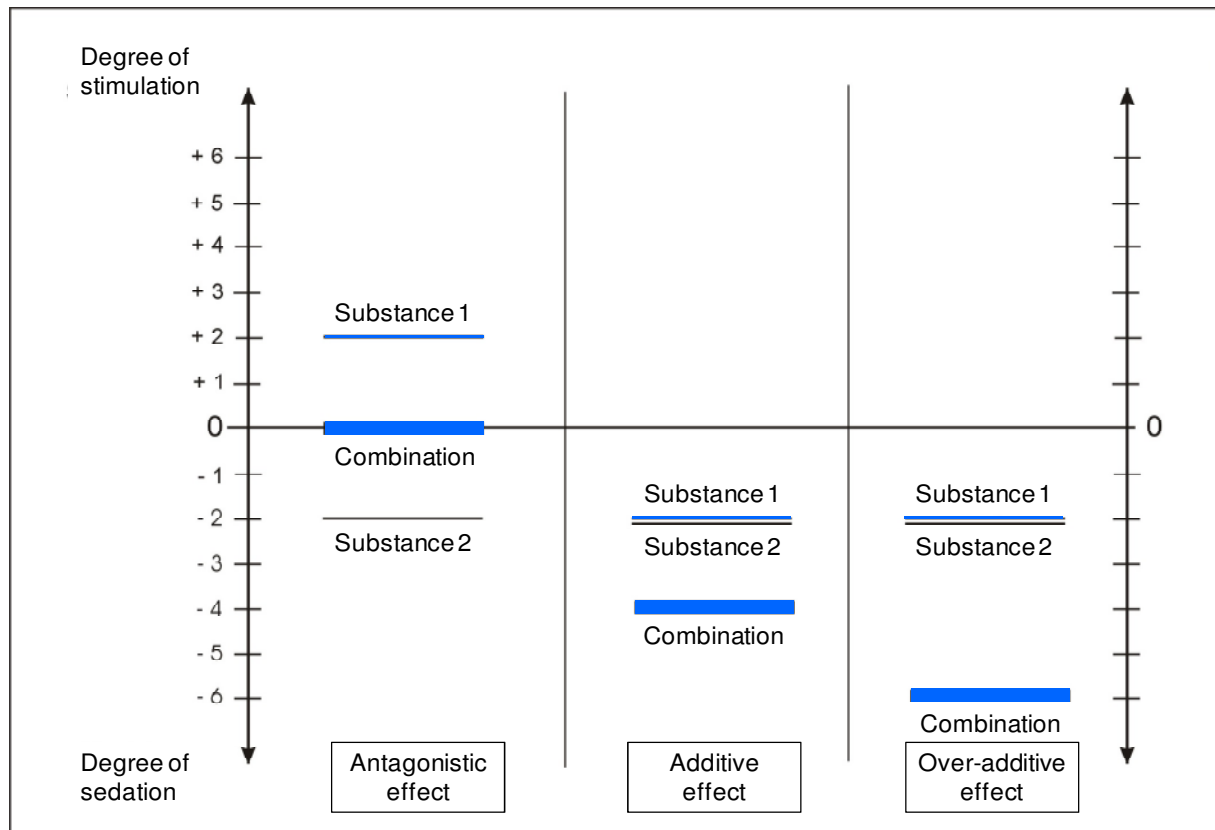 Degree of
stimulation
+ 6
+ 5
+ 4
+ 3
+ 2
+ 1
0
- 1
- 2
- 3
- 4
- 5
- 6
Degree of
sedation
Substance 1
Combination
Substance 2
Antagonistic
effect
Substance 1
Substance 2
Combination
Additive
effect
Substance 1
Substance 2
Combination
Over-additive
effect
0